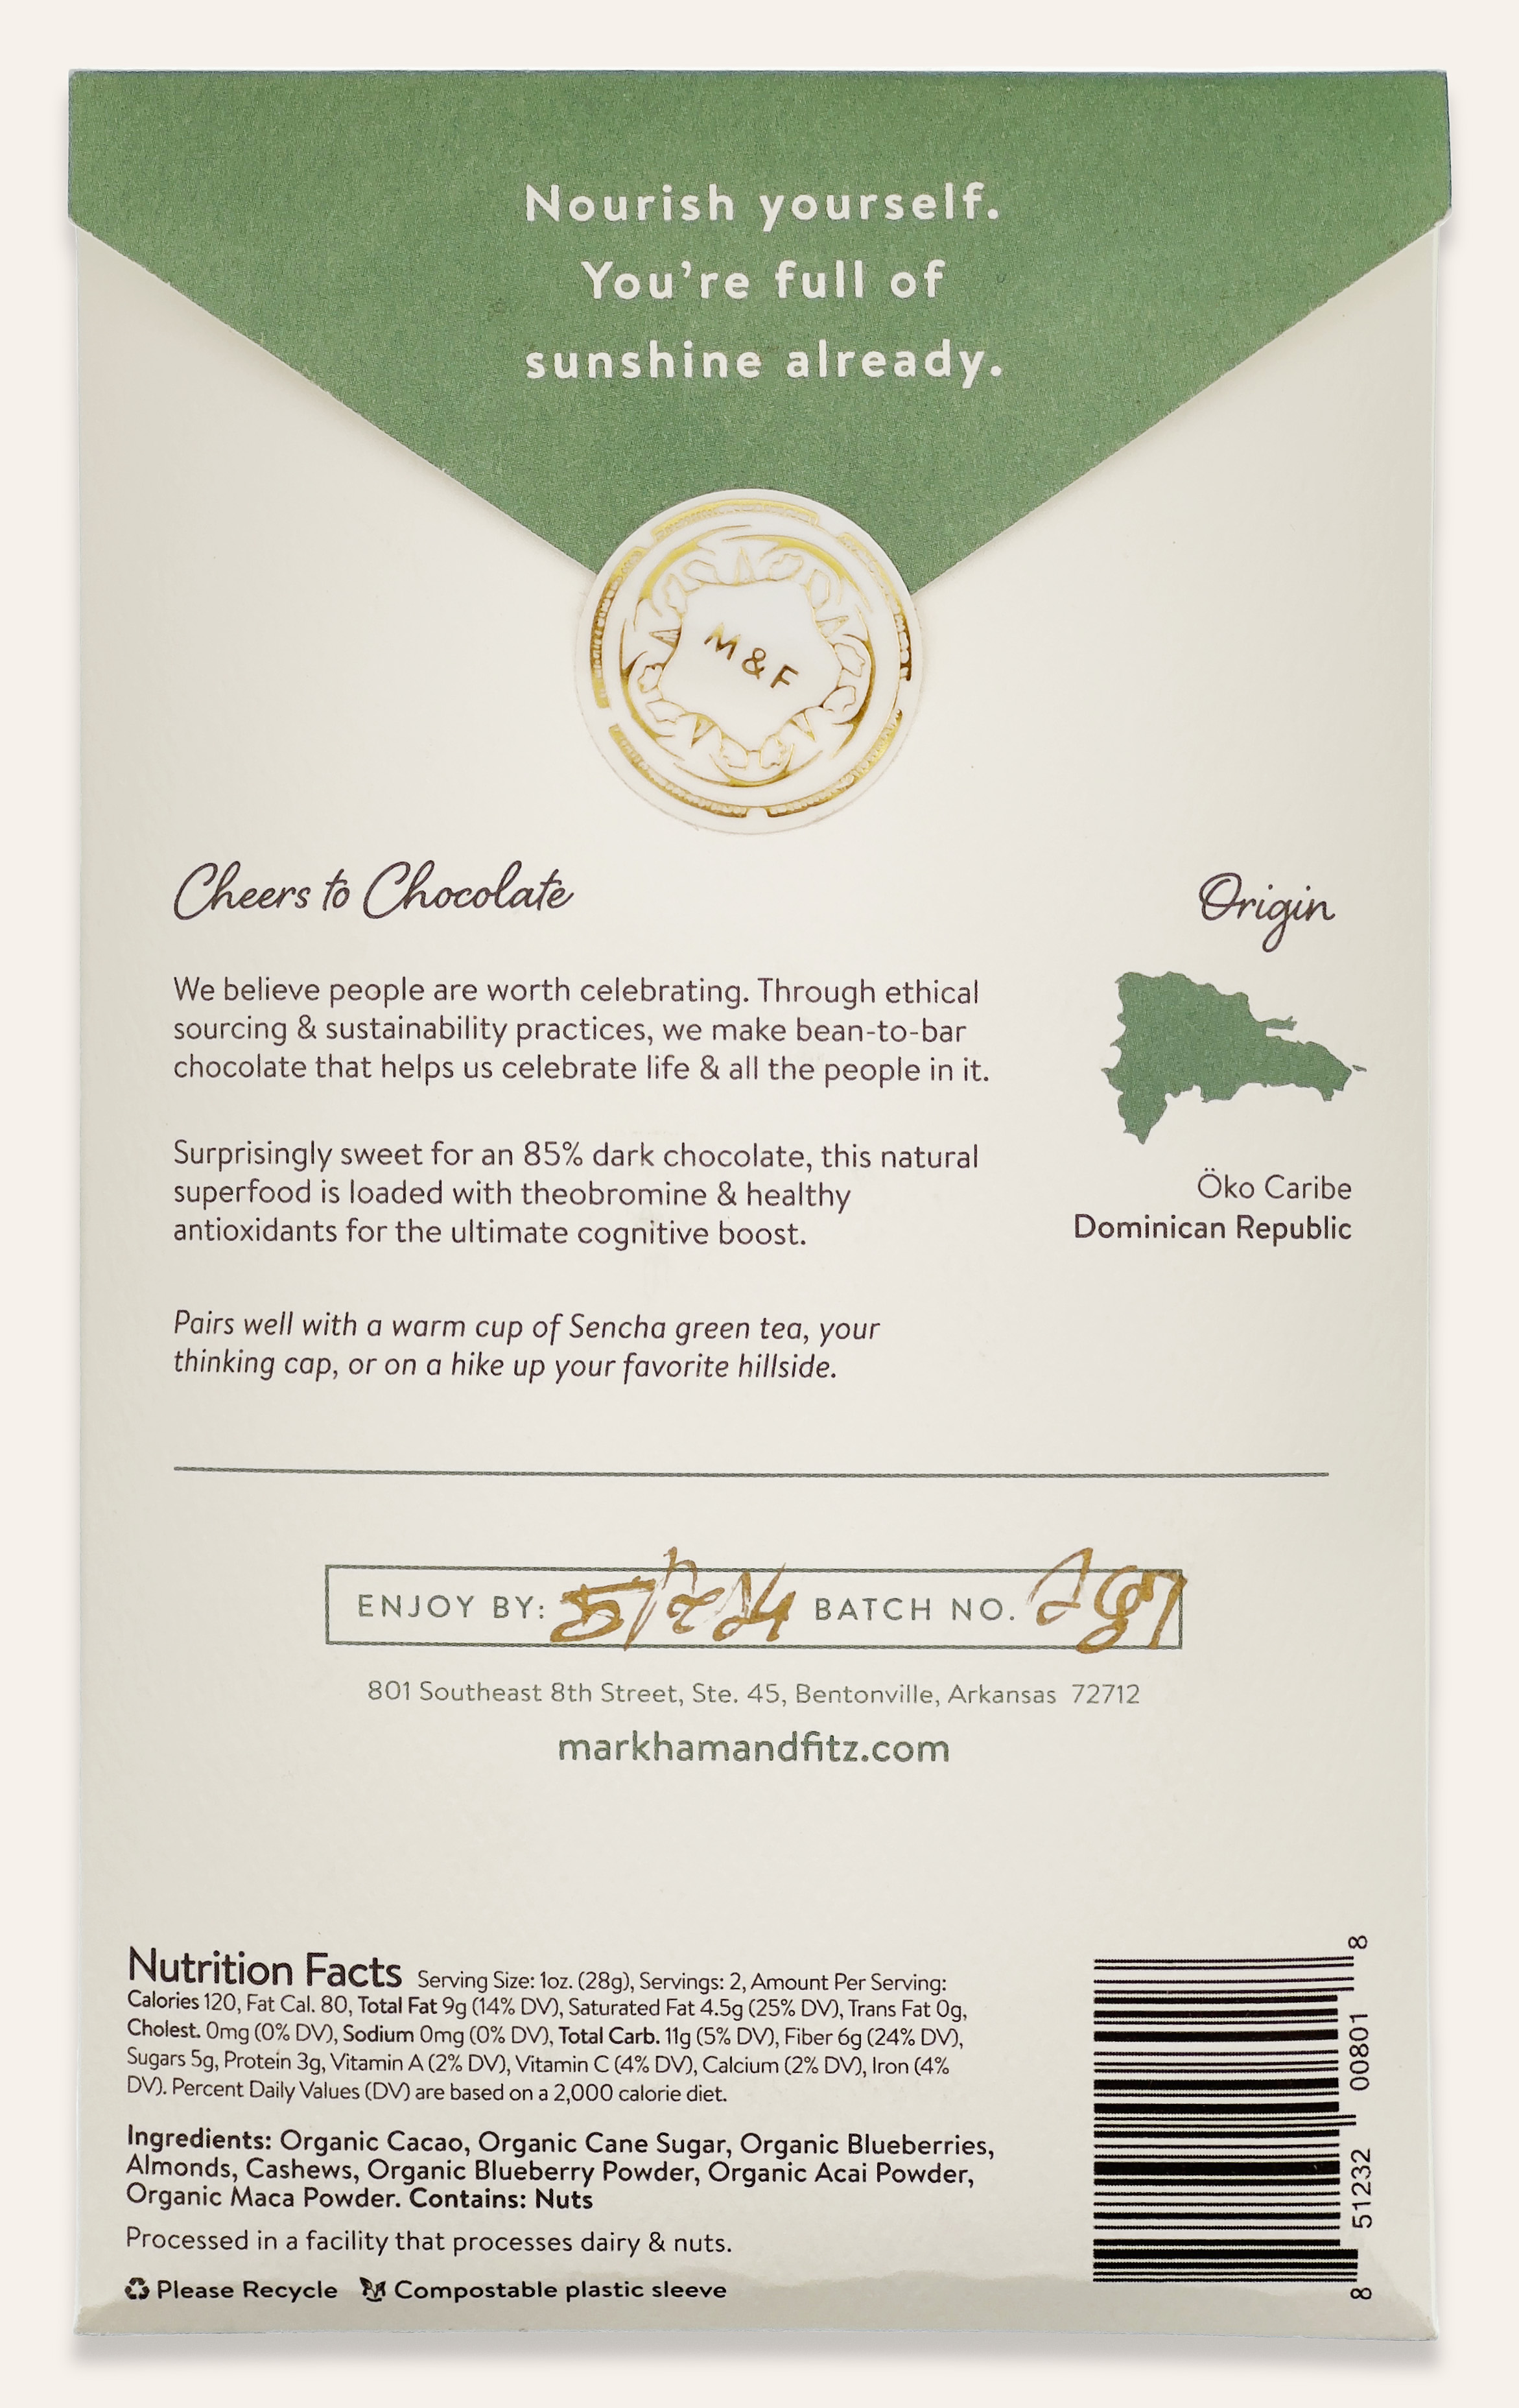 Nourish yourself.
You're full of
sunshine already.
M & F
Cheers to Chocolate
We believe people are worth celebrating. Through ethical
sourcing & sustainability practices, we make bean-to-bar
chocolate that helps us celebrate life & all the people in it.
Surprisingly sweet for an 85% dark chocolate, this natural
superfood is loaded with theobromine & healthy
antioxidants for the ultimate cognitive boost.
Pairs well with a warm cup of Sencha green tea, your
thinking cap, or on a hike up your favorite hillside.
Origin
Öko Caribe
Dominican Republic
ENJOY BY: BATCH NO.
801 Southeast 8th Street, Ste. 45, Bentonville, Arkansas 72712
markhamandfitz.com
Nutrition Facts Serving Size: 1oz. (28g), Servings: 2, Amount Per Serving:
Calories 120, Fat Cal. 80, Total Fat 9g (14% DV), Saturated Fat 4.5g (25% DV), Trans Fat 0g,
Cholest. 0mg (0% DV), Sodium 0mg (0% DV), Total Carb. 11g (5% DV), Fiber 6g (24% DV),
Sugars 5g, Protein 3g, Vitamin A (2% DV), Vitamin C (4% DV), Calcium (2% DV), Iron (4%
DV). Percent Daily Values (DV) are based on a 2,000 calorie diet.
Ingredients: Organic Cacao, Organic Cane Sugar, Organic Blueberries,
Almonds, Cashews, Organic Blueberry Powder, Organic Acai Powder,
Organic Maca Powder. Contains: Nuts
Processed in a facility that processes dairy & nuts.
Please Recycle Compostable plastic sleeve
8 51232 00801 8